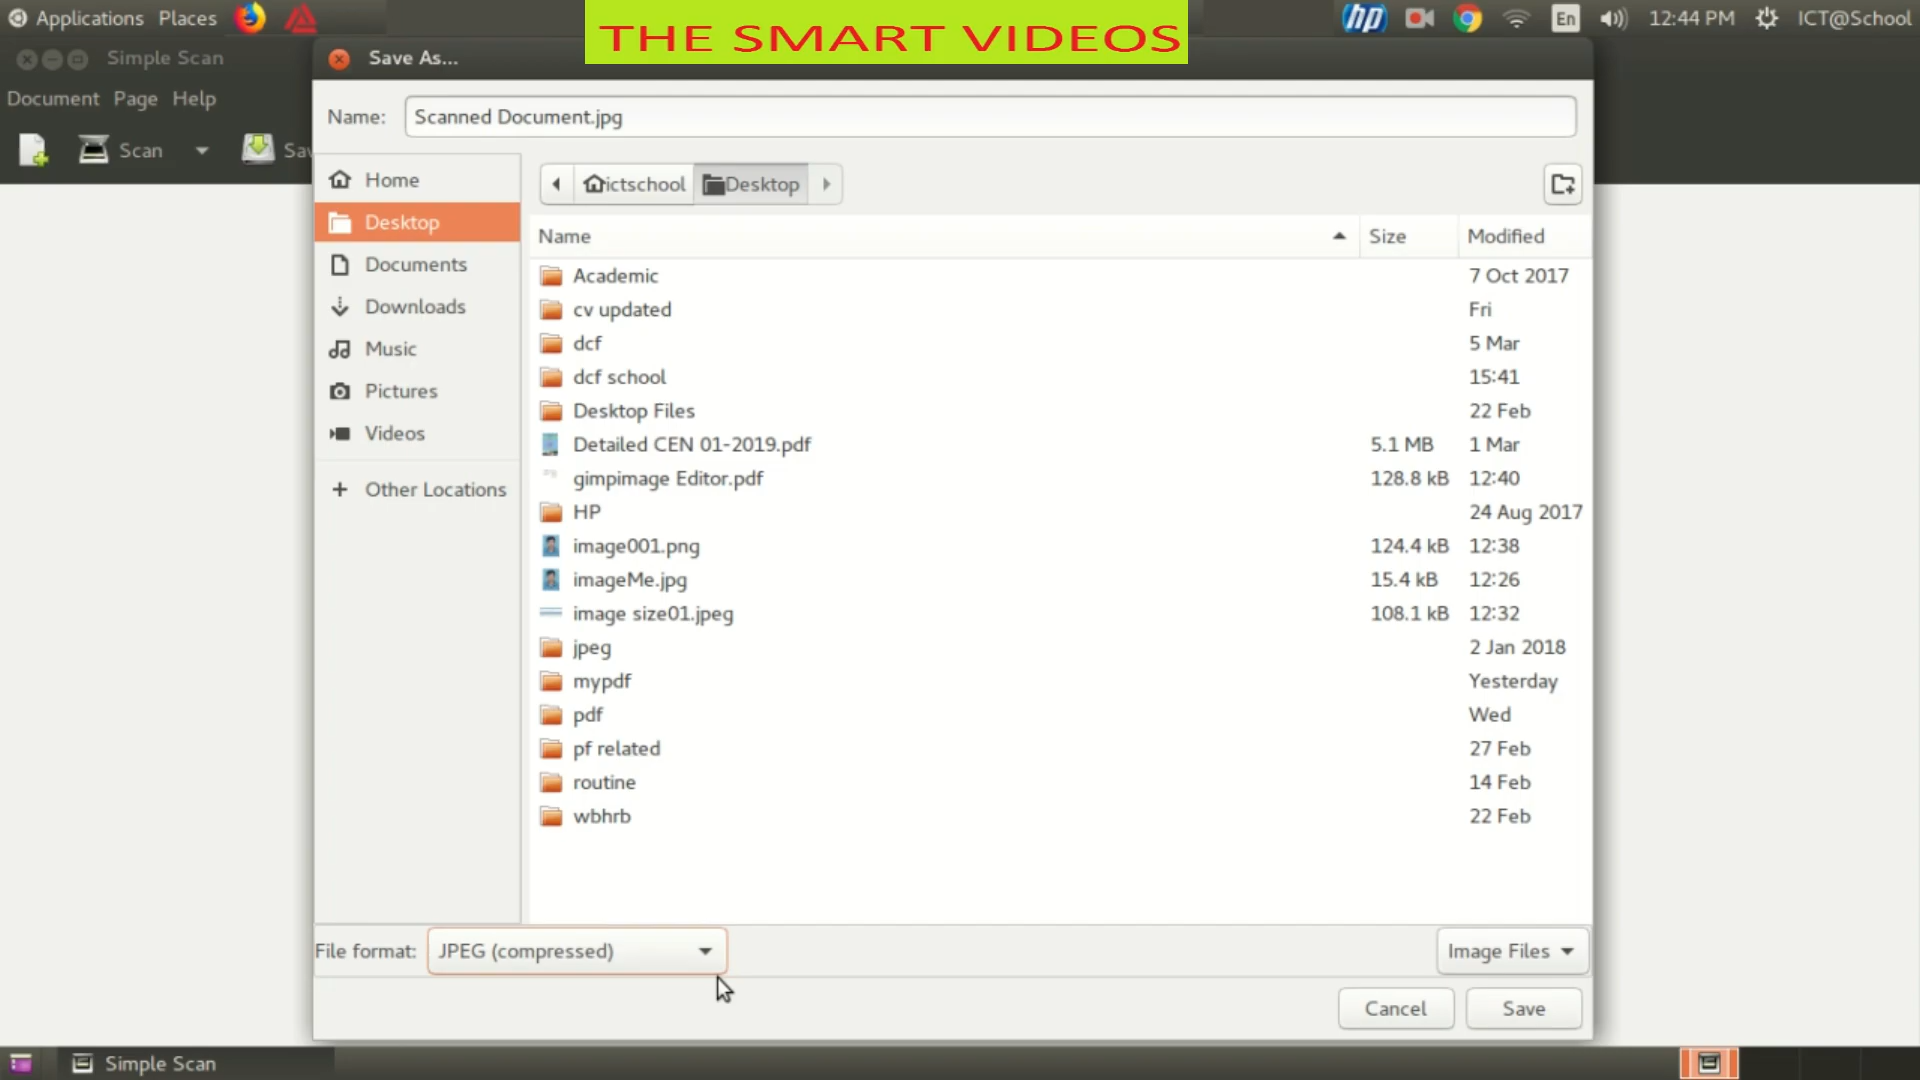 Applications Places
THE SMART VIDEOS
hp
En
12:44 PM
ICT@School
Simple Scan
Save As...
Document Page Help
Name: Scanned Document.jpg
Scan
Sav
Home
Desktop
Documents
Downloads
Music
Pictures
Videos
Other Locations
ictschool
Desktop
Name Size Modified
Academic 7 Oct 2017
cv updated Fri
dcf 5 Mar
dcf school 15:41
Desktop Files 22 Feb
Detailed CEN 01-2019.pdf 5.1 MB 1 Mar
gimpimage Editor.pdf 128.8 kB 12:40
HP 24 Aug 2017
image001.png 124.4 kB 12:38
imageMe.jpg 15.4 kB 12:26
image size01.jpeg 108.1 kB 12:32
jpeg 2 Jan 2018
mypdf Yesterday
pdf Wed
pf related 27 Feb
routine 14 Feb
wbhrb 22 Feb
File format: JPEG (compressed)
Image Files
Cancel
Save
Simple Scan